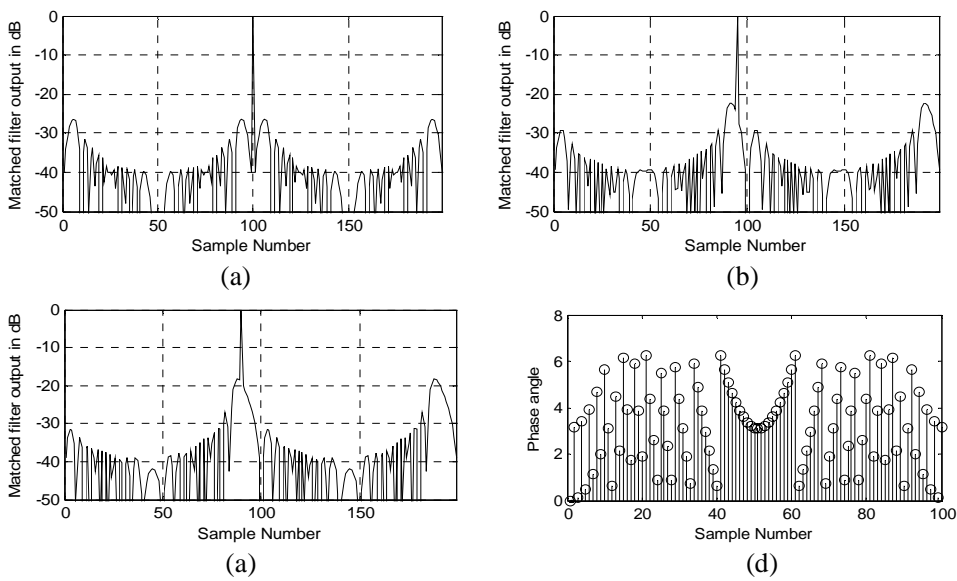 Matched filter output in dB
0
-10
-20
-30
-40
-50
0 50 100 150
Sample Number
(a)
Matched filter output in dB
0
-10
-20
-30
-40
-50
0 50 100 150
Sample Number
(b)
Matched filter output in dB
0
-10
-20
-30
-40
-50
0 50 100 150
Sample Number
(a)
Phase angle
8
6
4
2
0
0 20 40 60 80 100
Sample Number
(d)